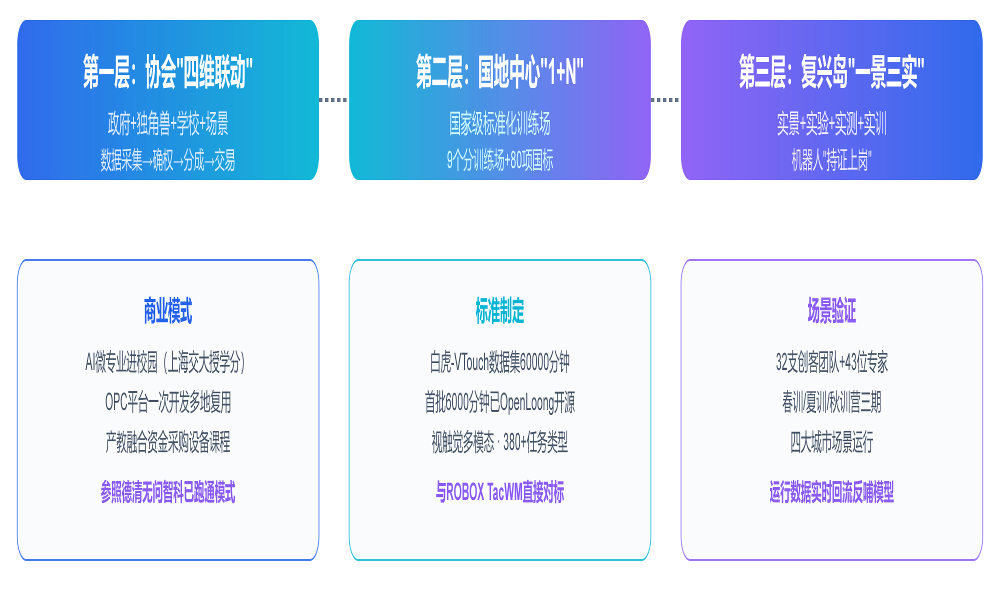 第一层：协会"四维联动"
政府+独角兽+学校+场景
数据采集→确权→分成→交易
第二层：国地中心"1+N"
国家级标准化训练场
9个分训练场+80项国标
第三层：复兴岛"一景三实"
实景+实验+实测+实训
机器人"持证上岗"
商业模式
AI微专业进校园（上海交大授学分）
OPC平台一次开发多地复用
产教融合资金采购设备课程
参照德清无问智科已跑通模式
标准制定
白虎-VTouch数据集60000分钟
首批6000分钟已OpenLoong开源
视触觉多模态 · 380+任务类型
与ROBOX TacWM直接对标
场景验证
32支创客团队+43位专家
春训/夏训/秋训营三期
四大城市场景运行
运行数据实时回流反哺模型